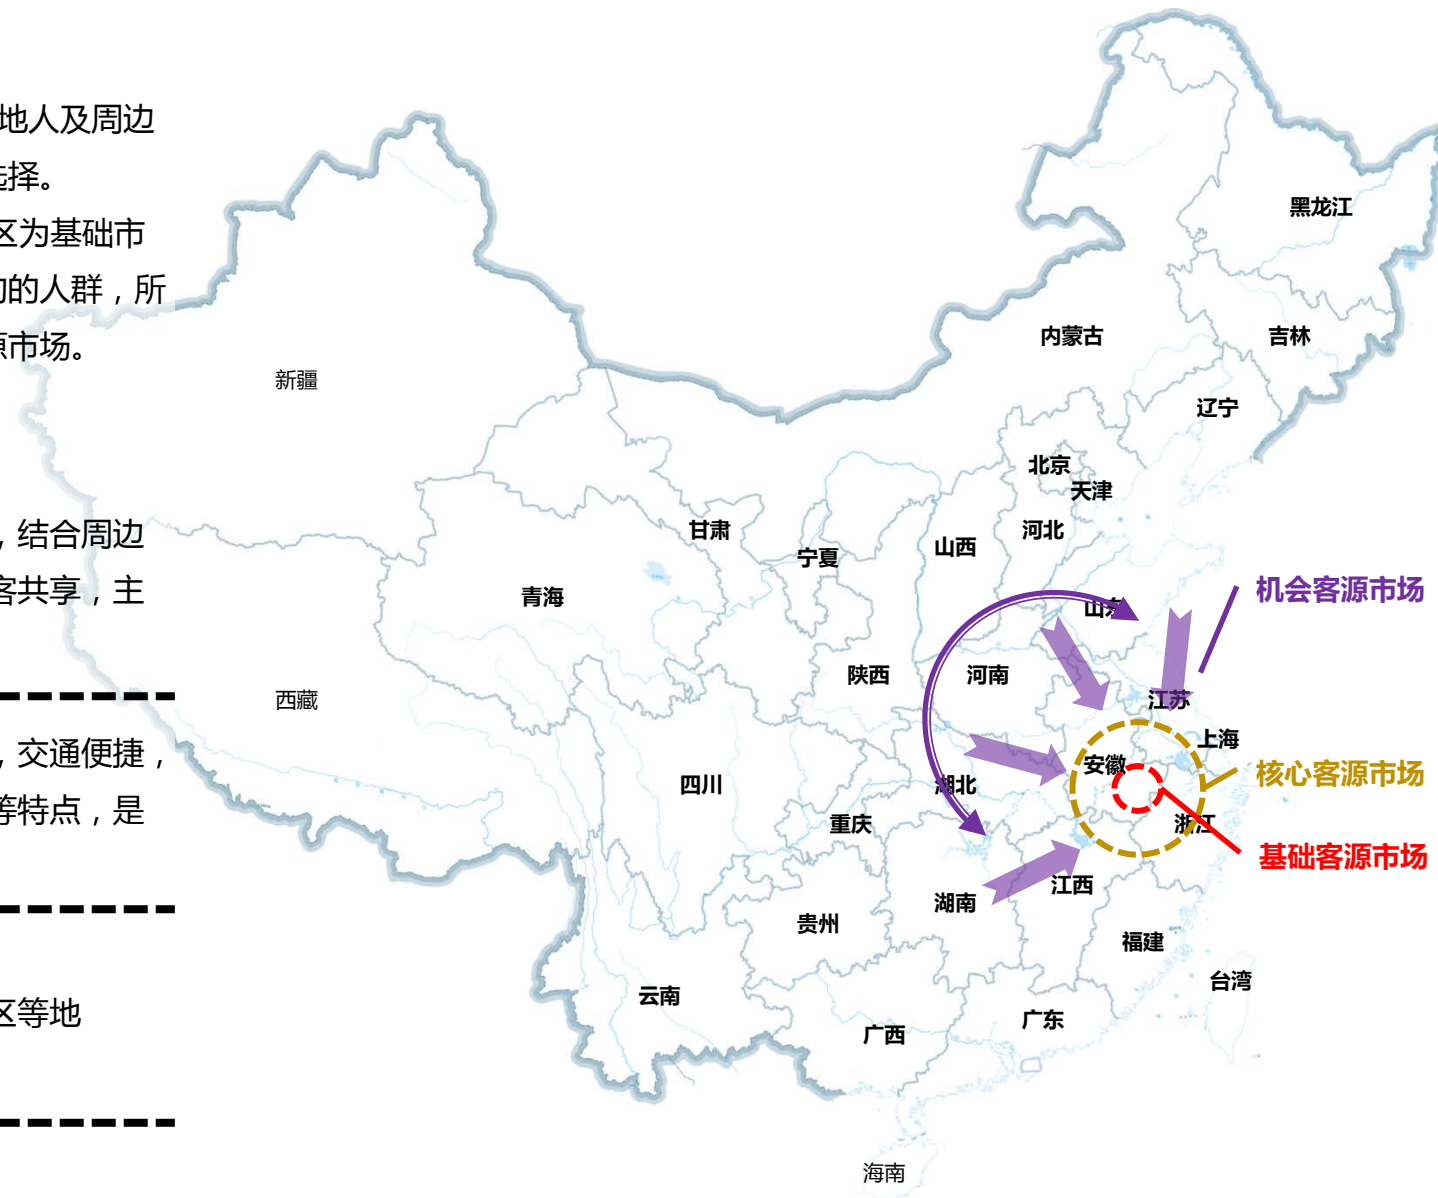 地人及周边
选择。
区为基础市
的人群，所
源市场。
，结合周边
客共享，主
，交通便捷，
等特点，是
区等地
黑龙江
内蒙古
吉林
新疆
辽宁
北京
天津
甘肃
宁夏
山西
河北
青海
山东
机会客源市场
陕西
河南
西藏
江苏
上海
安徽
核心客源市场
四川
湖北
重庆
浙江
基础客源市场
湖南
江西
贵州
福建
台湾
云南
广西
广东
海南